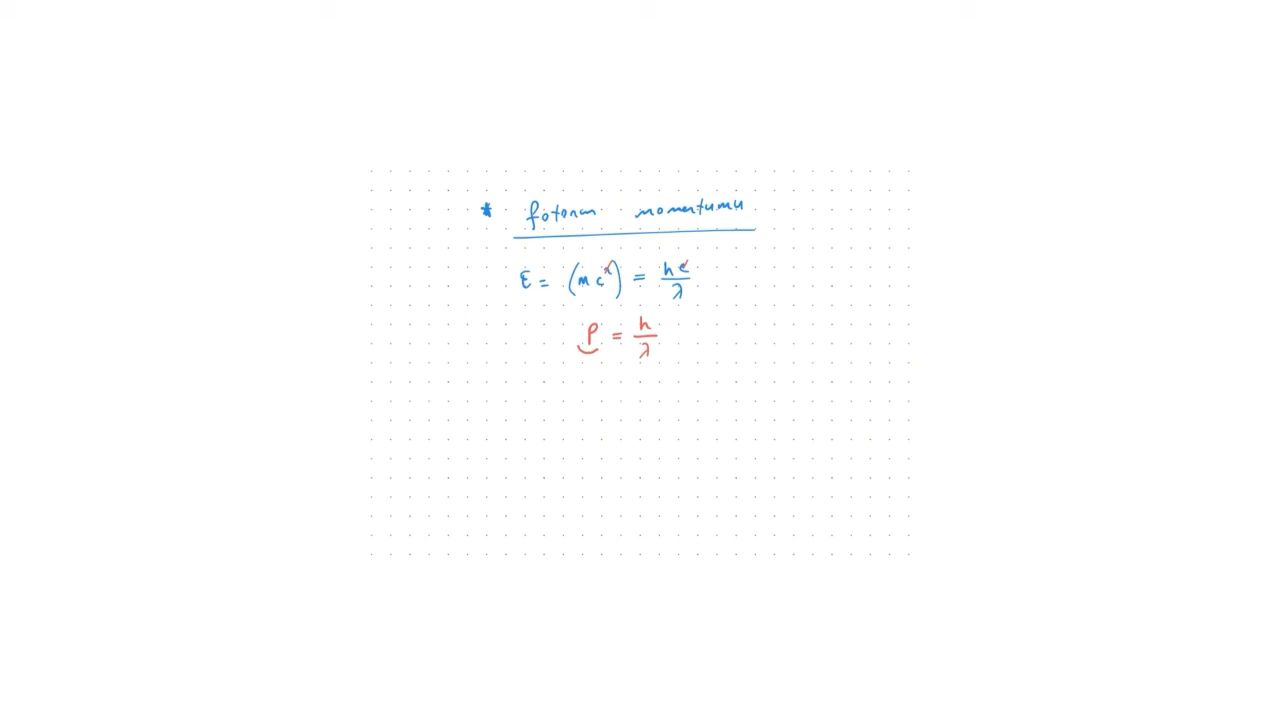 * fotonun momentumu
E = (mc²) = hc/λ
P = h/λ